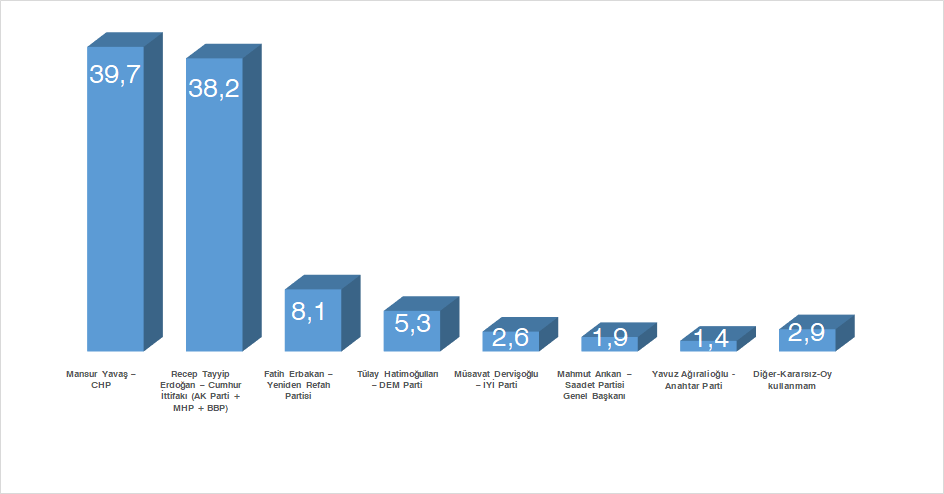 39,7
38,2
8,1
5,3
2,6
1,9
1,4
2,9
Mansur Yavaş –
CHP
Recep Tayyip
Erdoğan – Cumhur
İttifakı (AK Parti +
MHP + BBP)
Fatih Erbakan –
Yeniden Refah
Partisi
Tülay Hatimoğulları
– DEM Parti
Müsavat Dervişoğlu
– İYİ Parti
Mahmut Arıkan –
Saadet Partisi
Genel Başkanı
Yavuz Ağıralioğlu -
Anahtar Parti
Diğer-Kararsız-Oy
kullanmam